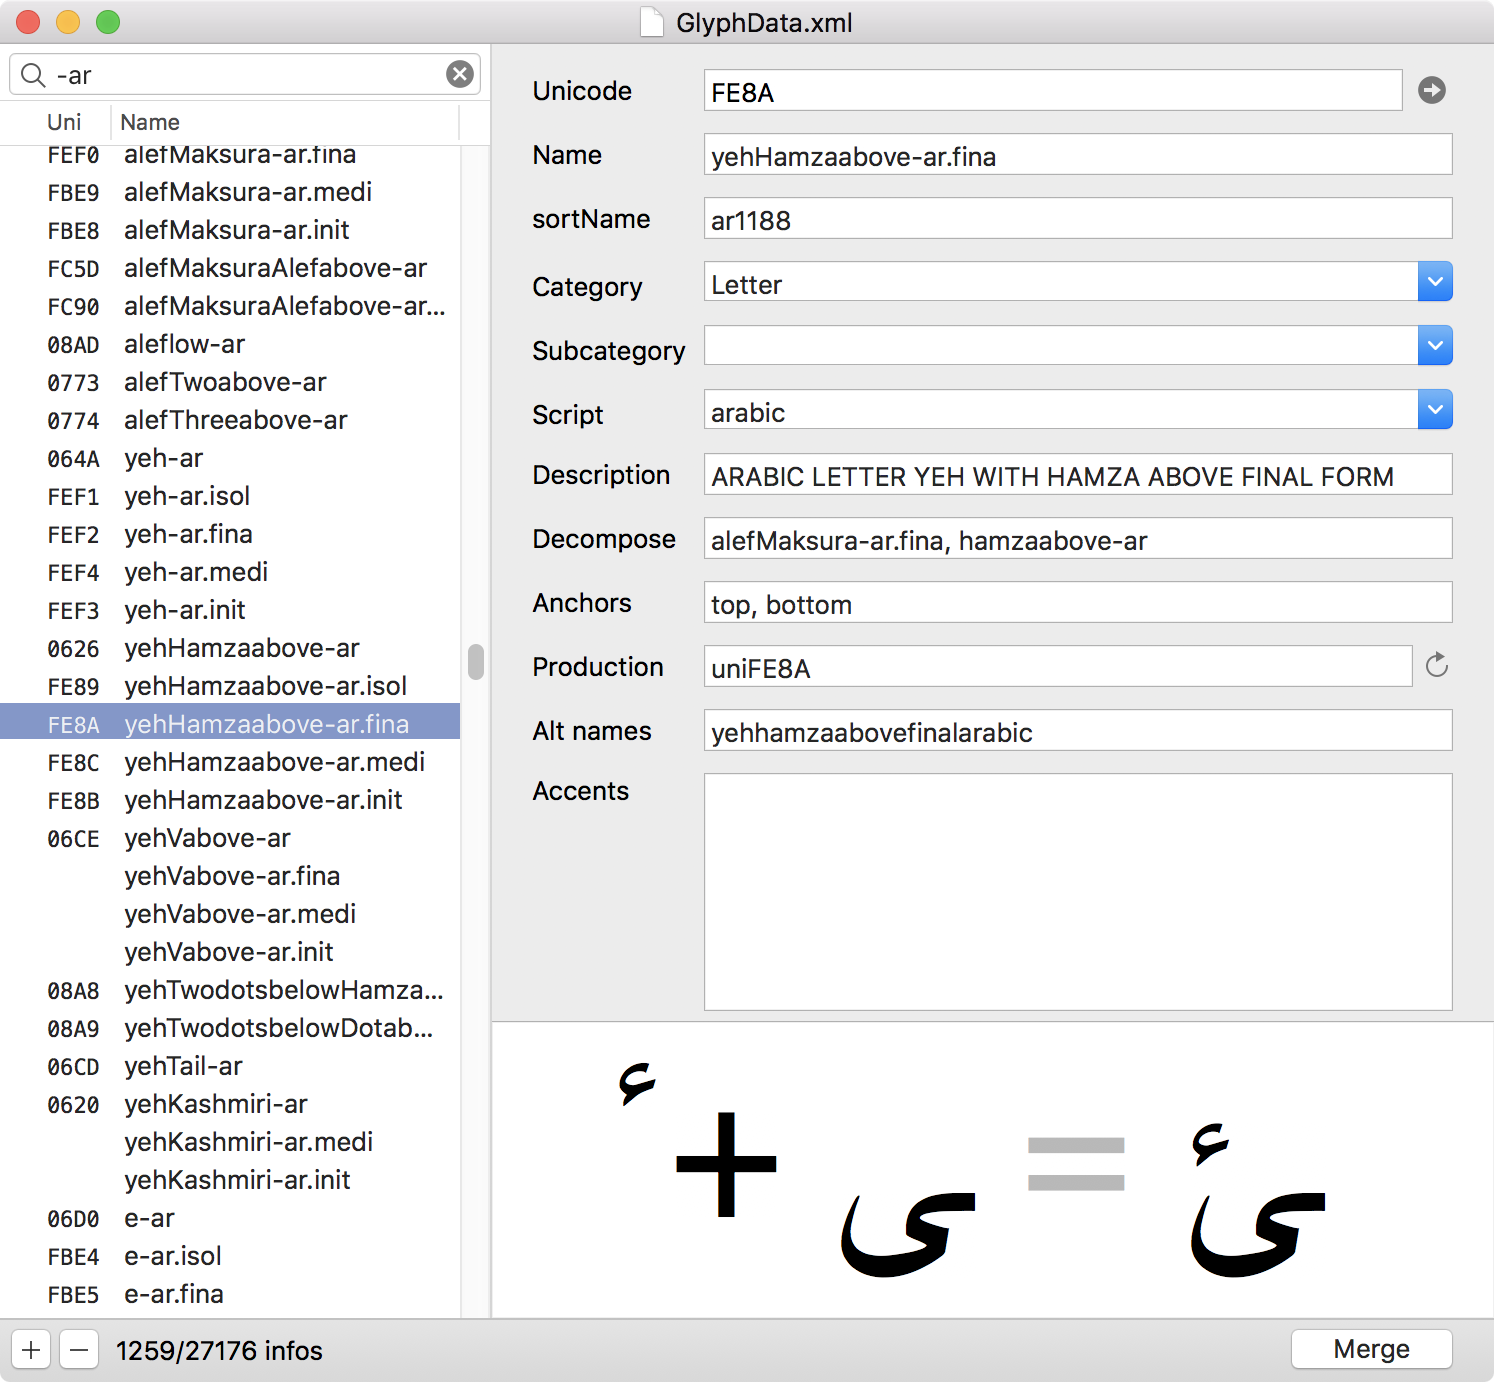 GlyphData.xml
-ar
Uni Name
FEF0 alefMaksura-ar.fina
FBE9 alefMaksura-ar.medi
FBE8 alefMaksura-ar.init
FC5D alefMaksuraAlefabove-ar
FC90 alefMaksuraAlefabove-ar...
08AD aleflow-ar
0773 alefTwoabove-ar
0774 alefThreeabove-ar
064A yeh-ar
FEF1 yeh-ar.isol
FEF2 yeh-ar.fina
FEF4 yeh-ar.medi
FEF3 yeh-ar.init
0626 yehHamzaabove-ar
FE89 yehHamzaabove-ar.isol
FE8A yehHamzaabove-ar.fina
FE8C yehHamzaabove-ar.medi
FE8B yehHamzaabove-ar.init
06CE yehVabove-ar
yehVabove-ar.fina
yehVabove-ar.medi
yehVabove-ar.init
08A8 yehTwodotsbelowHamza...
08A9 yehTwodotsbelowDotab...
06CD yehTail-ar
0620 yehKashmiri-ar
yehKashmiri-ar.medi
yehKashmiri-ar.init
06D0 e-ar
FBE4 e-ar.isol
FBE5 e-ar.fina
1259/27176 infos
Unicode FE8A
Name yehHamzaabove-ar.fina
sortName ar1188
Category Letter
Subcategory
Script arabic
Description ARABIC LETTER YEH WITH HAMZA ABOVE FINAL FORM
Decompose alefMaksura-ar.fina, hamzaabove-ar
Anchors top, bottom
Production uniFE8A
Alt names yehhamzaabovefinalarabic
Accents
ٔ + ﻰ = ﺊ
Merge